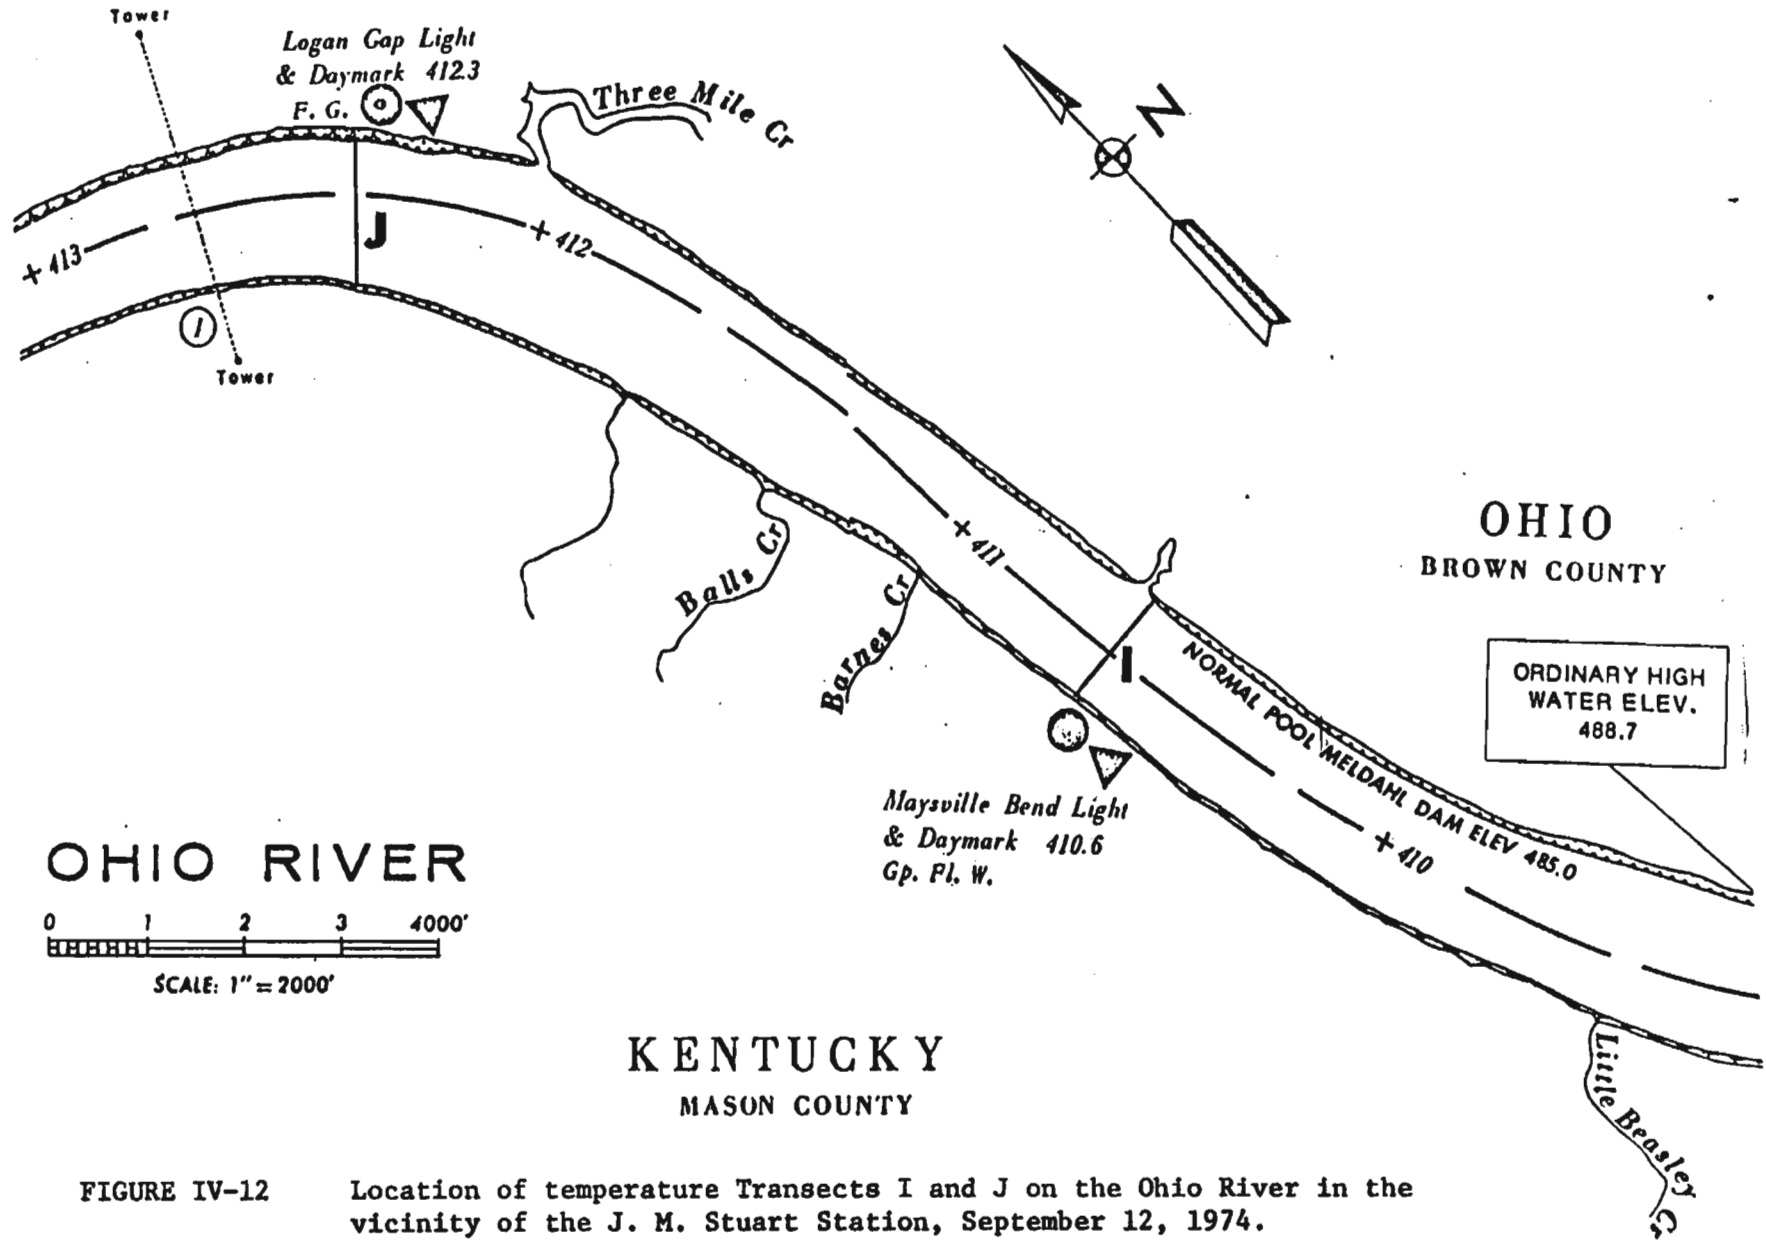 Tower
Logan Gap Light
& Daymark 412.3
F. G.
Three Mile Cr
N
+ 413
J
+ 412
1
Tower
+ 411
OHIO
BROWN COUNTY
Balls Cr
Barnes Cr
I
NORMAL POOL MELDAHL DAM ELEV 485.0
ORDINARY HIGH
WATER ELEV.
488.7
Maysville Bend Light
& Daymark 410.6
Gp. Fl. W.
+ 410
OHIO RIVER
0 1 2 3 4000'
SCALE: 1" = 2000'
KENTUCKY
MASON COUNTY
Little Beasley Cr
FIGURE IV-12 Location of temperature Transects I and J on the Ohio River in the
vicinity of the J. M. Stuart Station, September 12, 1974.